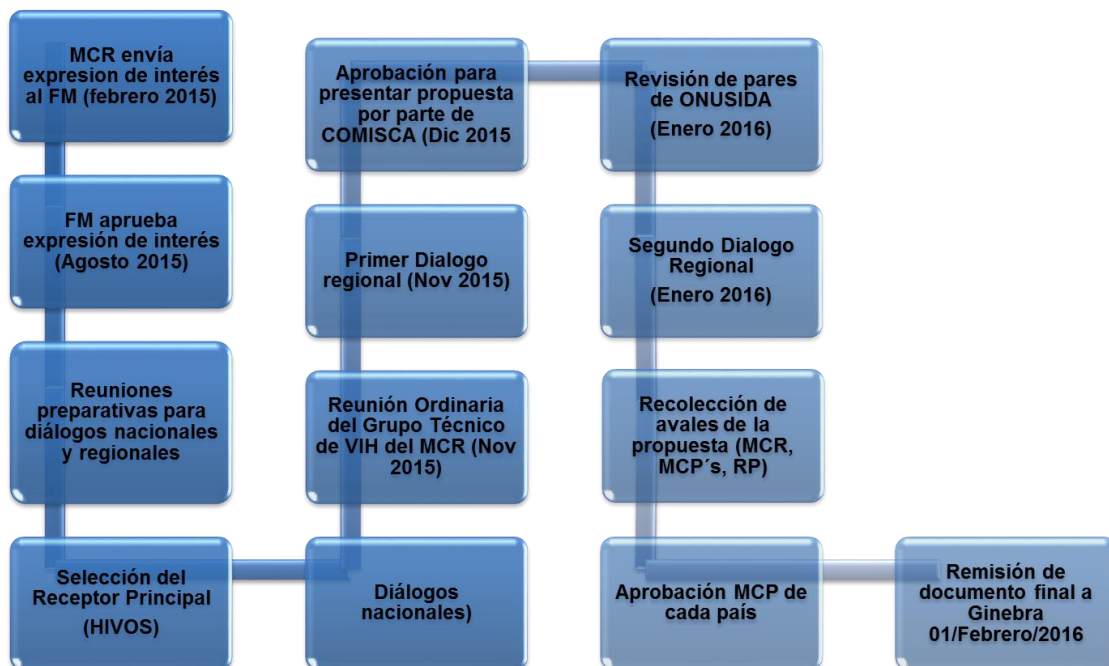 MCR envía
expresion de interés
al FM (febrero 2015)
FM aprueba
expresión de interés
(Agosto 2015)
Reuniones
preparativas para
diálogos nacionales
y regionales
Selección del
Receptor Principal
(HIVOS)
Diálogos
nacionales)
Reunión Ordinaria
del Grupo Técnico
de VIH del MCR (Nov
2015)
Primer Dialogo
regional (Nov 2015)
Aprobación para
presentar propuesta
por parte de
COMISCA (Dic 2015
Revisión de pares
de ONUSIDA
(Enero 2016)
Segundo Dialogo
Regional
(Enero 2016)
Recolección de
avales de la
propuesta (MCR,
MCP´s, RP)
Aprobación MCP de
cada país
Remisión de
documento final a
Ginebra
01/Febrero/2016